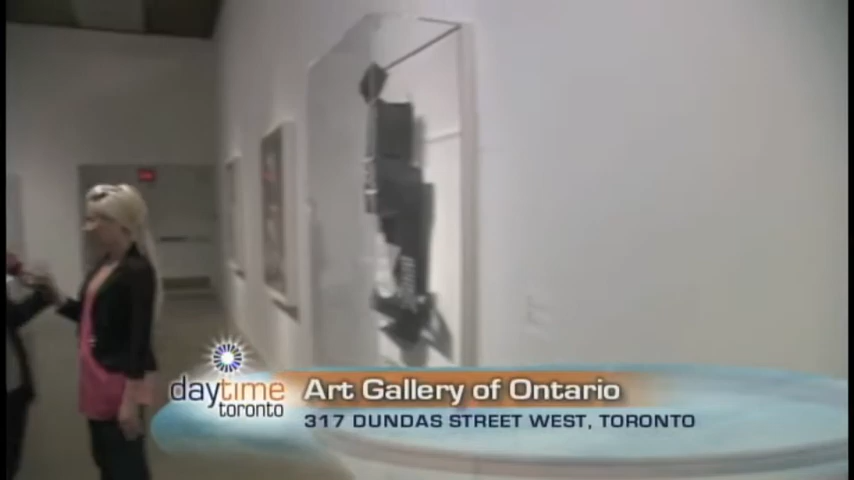 daytime
toronto
Art Gallery of Ontario
317 DUNDAS STREET WEST, TORONTO